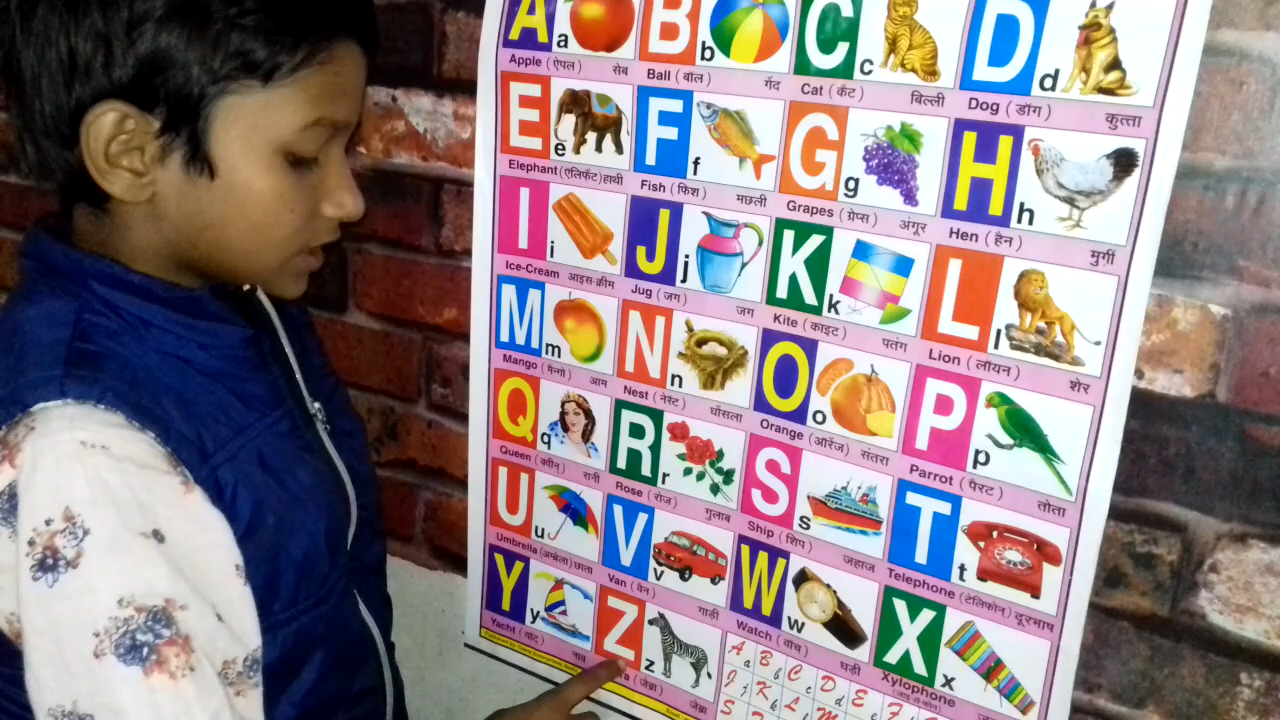 A a B b C c D d
Apple (ऐपल) सेब Ball (बॉल) गेंद Cat (कैट) बिल्ली Dog (डॉग) कुत्ता
E e F f G g H h
Elephant (एलिफेंट) हाथी Fish (फिश) मछली Grapes (ग्रेप्स) अंगूर Hen (हैन) मुर्गी
I i J j K k L l
Ice-Cream आइस-क्रीम Jug (जग) जग Kite (काइट) पतंग Lion (लॉयन) शेर
M m N n O o P p
Mango (मैंन्गो) आम Nest (नेस्ट) घोंसला Orange (ऑरेंज) संतरा Parrot (पैरट) तोता
Q q R r S s T t
Queen (क्वीन) रानी Rose (रोज) गुलाब Ship (शिप) जहाज Telephone (टेलिफोन) दूरभाष
U u V v W w X x
Umbrella (अम्ब्रेला) छाता Van (वैन) गाड़ी Watch (वॉच) घड़ी Xylophone
Y y Z z
Yacht (याट) नाव (जेब्रा) जेब्रा
A a B b C c D d E e